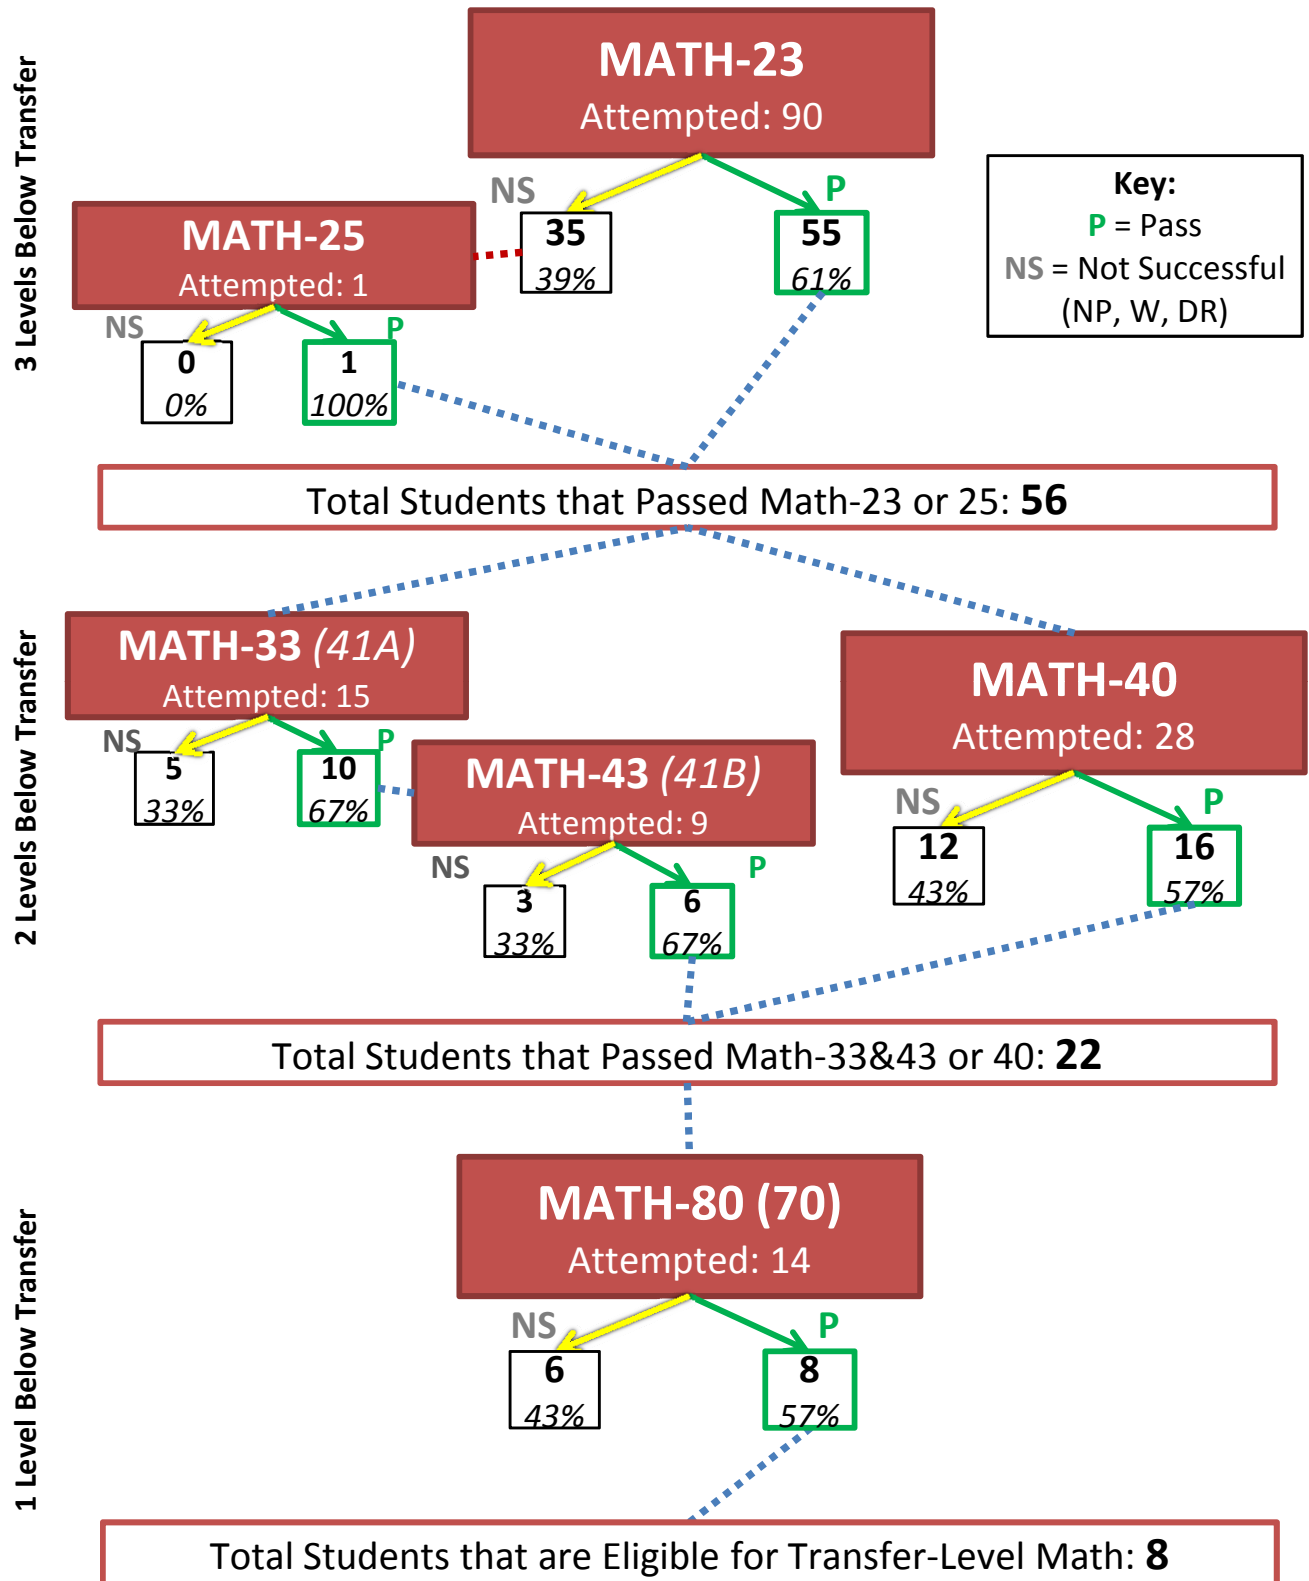 3 Levels Below Transfer
MATH-23
Attempted: 90
NS
P
35
39%
55
61%
Key:
P = Pass
NS = Not Successful
(NP, W, DR)
MATH-25
Attempted: 1
NS
P
0
0%
1
100%
Total Students that Passed Math-23 or 25: 56
2 Levels Below Transfer
MATH-33 (41A)
Attempted: 15
NS
P
5
33%
10
67%
MATH-43 (41B)
Attempted: 9
NS
P
3
33%
6
67%
MATH-40
Attempted: 28
NS
P
12
43%
16
57%
Total Students that Passed Math-33&43 or 40: 22
1 Level Below Transfer
MATH-80 (70)
Attempted: 14
NS
P
6
43%
8
57%
Total Students that are Eligible for Transfer-Level Math: 8